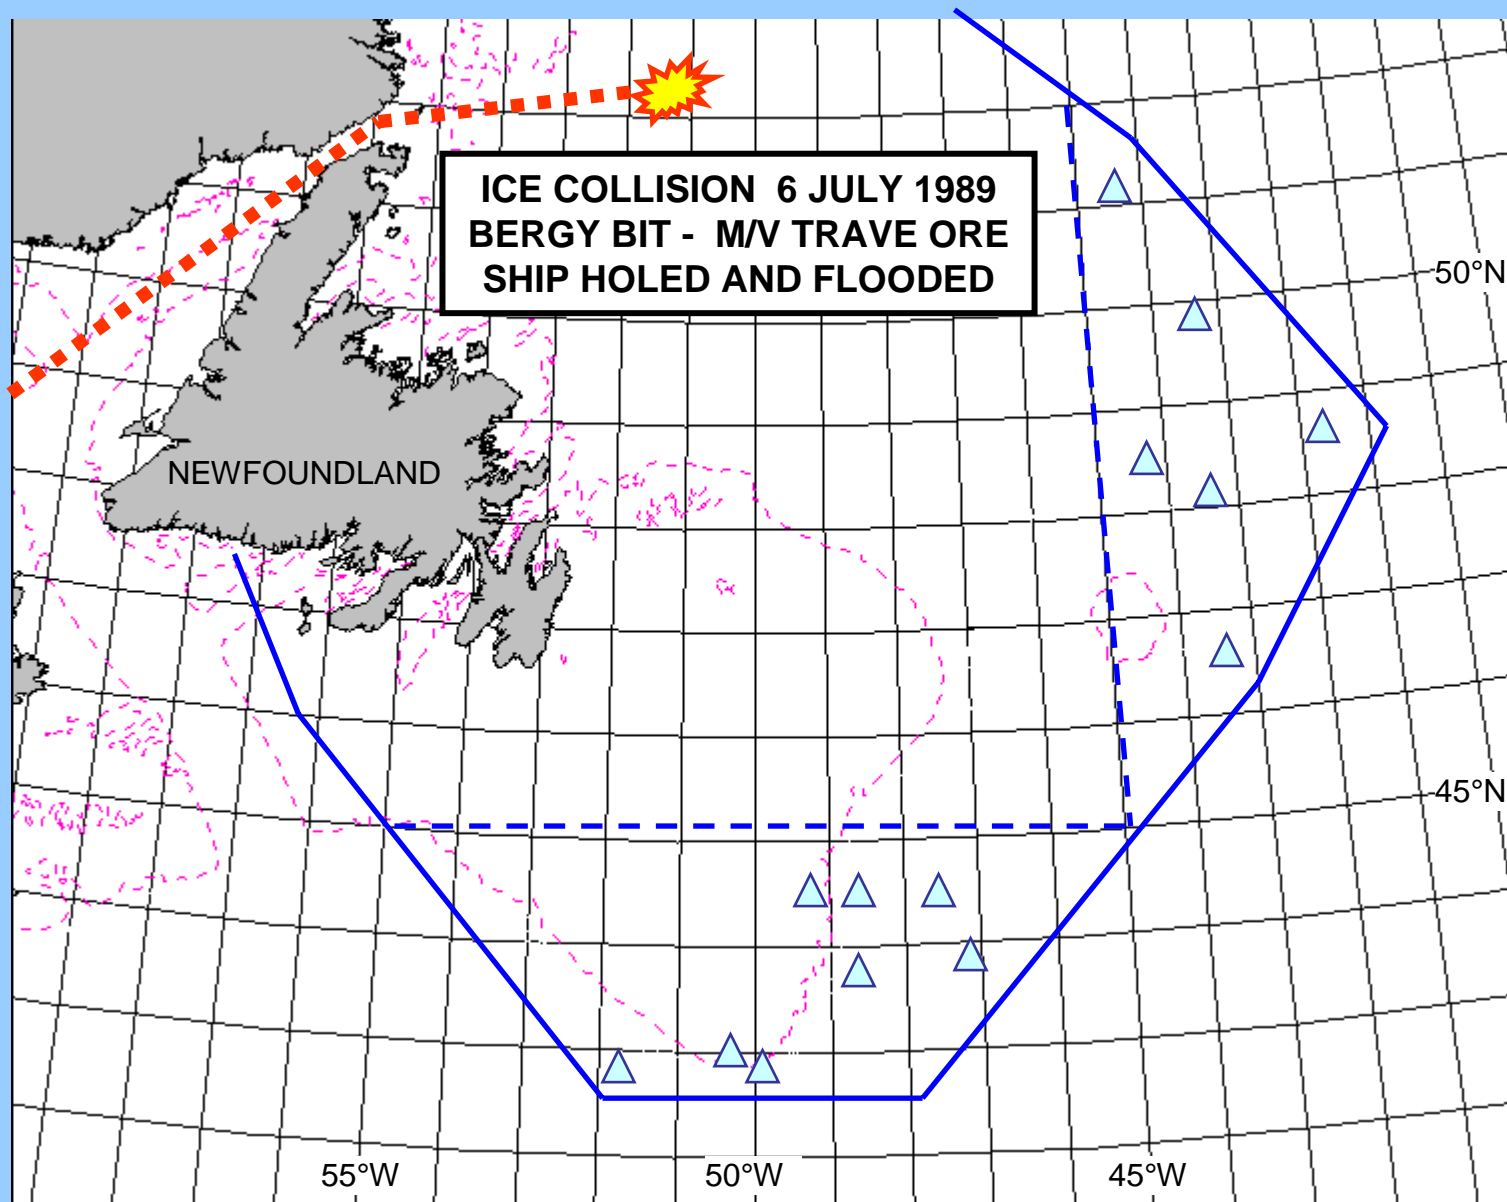 ICE COLLISION  6 JULY 1989
BERGY BIT -  M/V TRAVE ORE
SHIP HOLED AND FLOODED
50°N
NEWFOUNDLAND
45°N
55°W
50°W
45°W